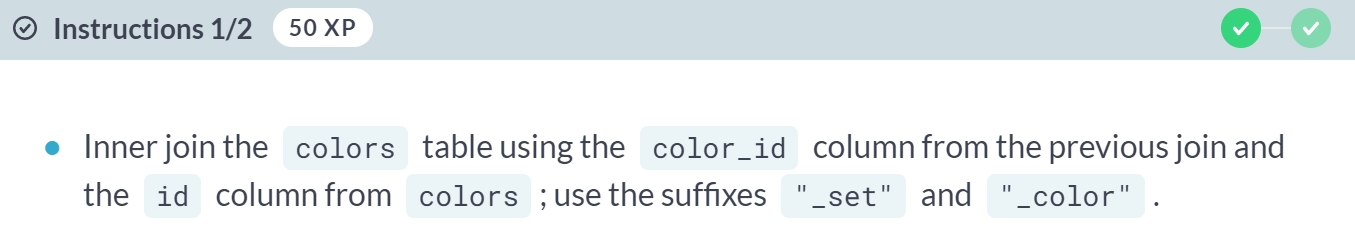 Instructions 1/2 50 XP
Inner join the colors table using the color_id column from the previous join and
the id column from colors ; use the suffixes "_set" and "_color" .